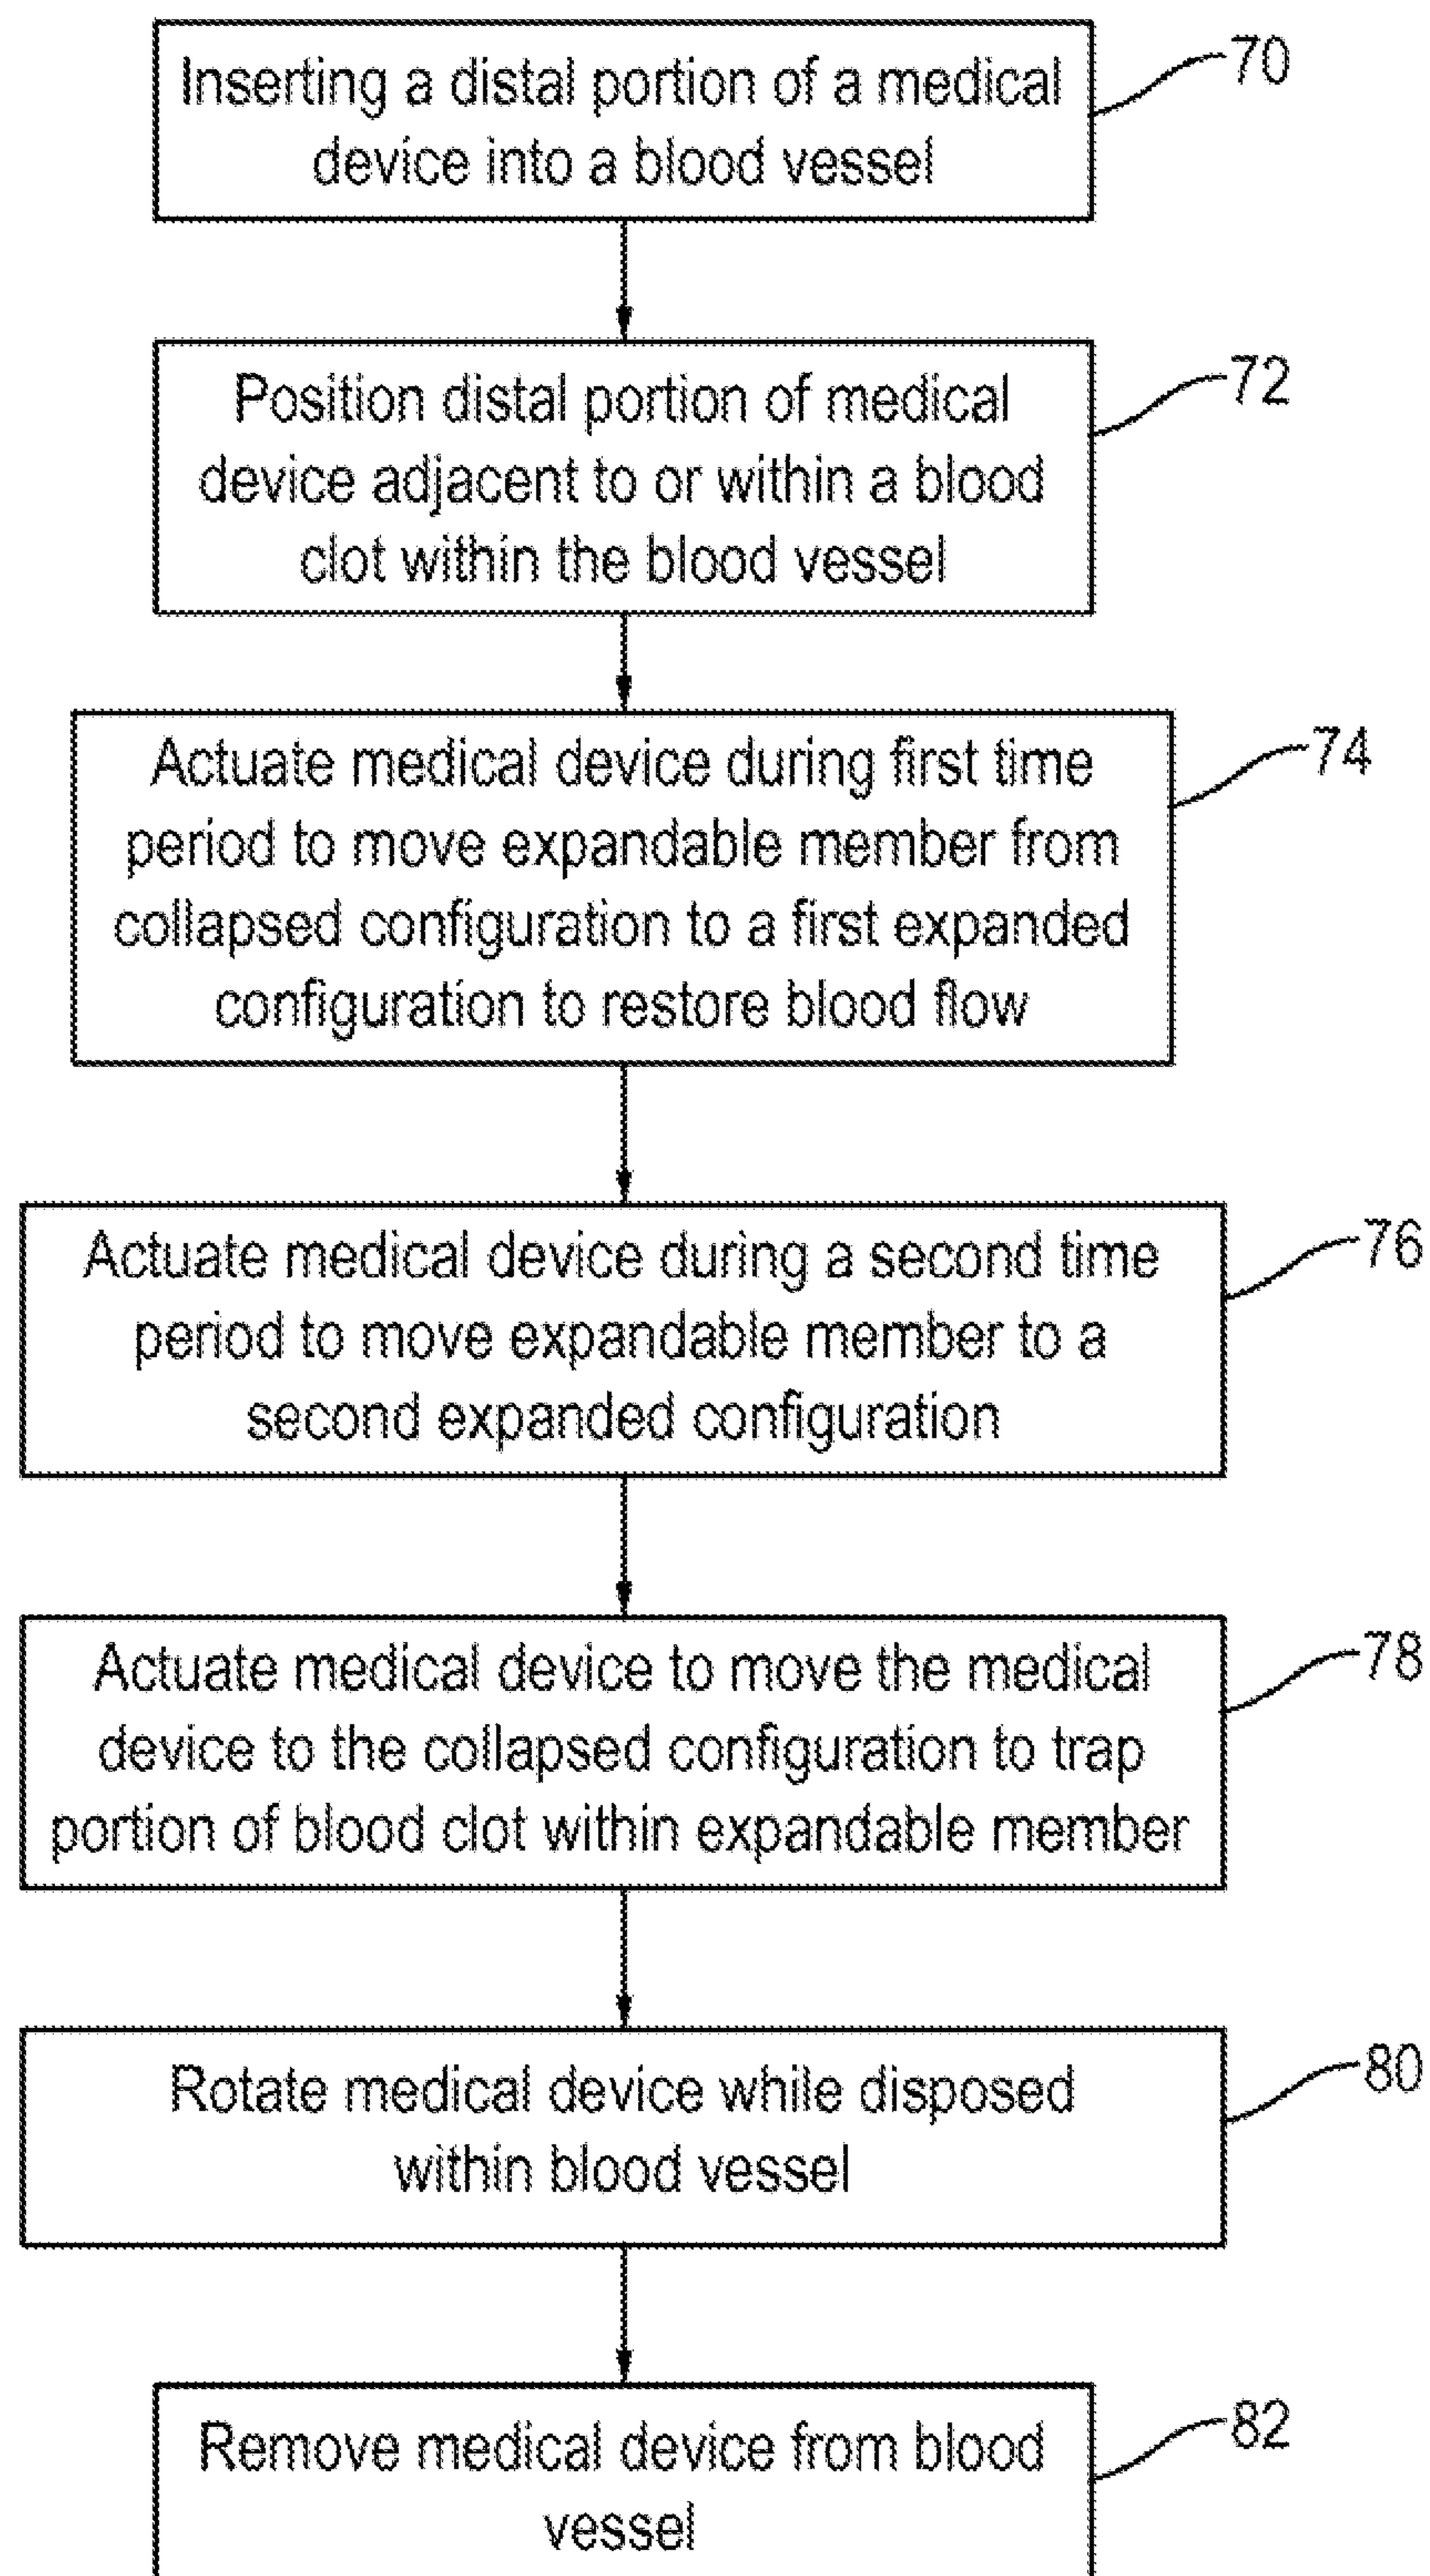 Inserting a distal portion of a medical
device into a blood vessel
70
Position distal portion of medical
device adjacent to or within a blood
clot within the blood vessel
72
Actuate medical device during first time
period to move expandable member from
collapsed configuration to a first expanded
configuration to restore blood flow
74
Actuate medical device during a second time
period to move expandable member to a
second expanded configuration
76
Actuate medical device to move the medical
device to the collapsed configuration to trap
portion of blood clot within expandable member
78
Rotate medical device while disposed
within blood vessel
80
Remove medical device from blood
vessel
82